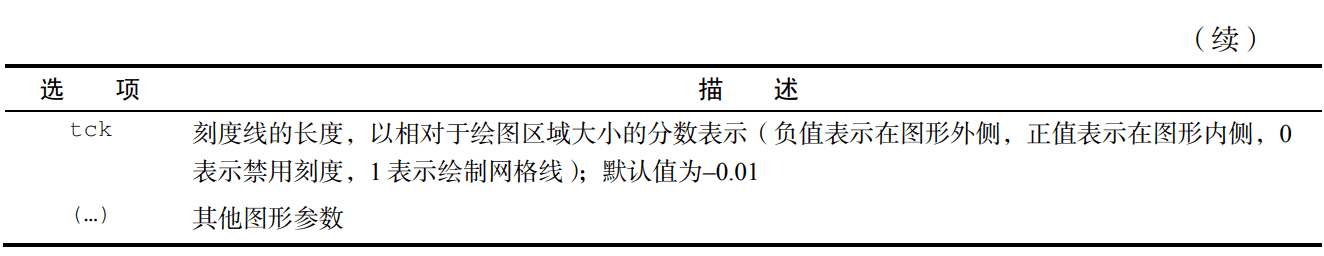 （续）
选 项 描 述
tck 刻度线的长度，以相对于绘图区域大小的分数表示（负值表示在图形外侧，正值表示在图形内侧，0
表示禁用刻度，1 表示绘制网格线）；默认值为–0.01
(…) 其他图形参数